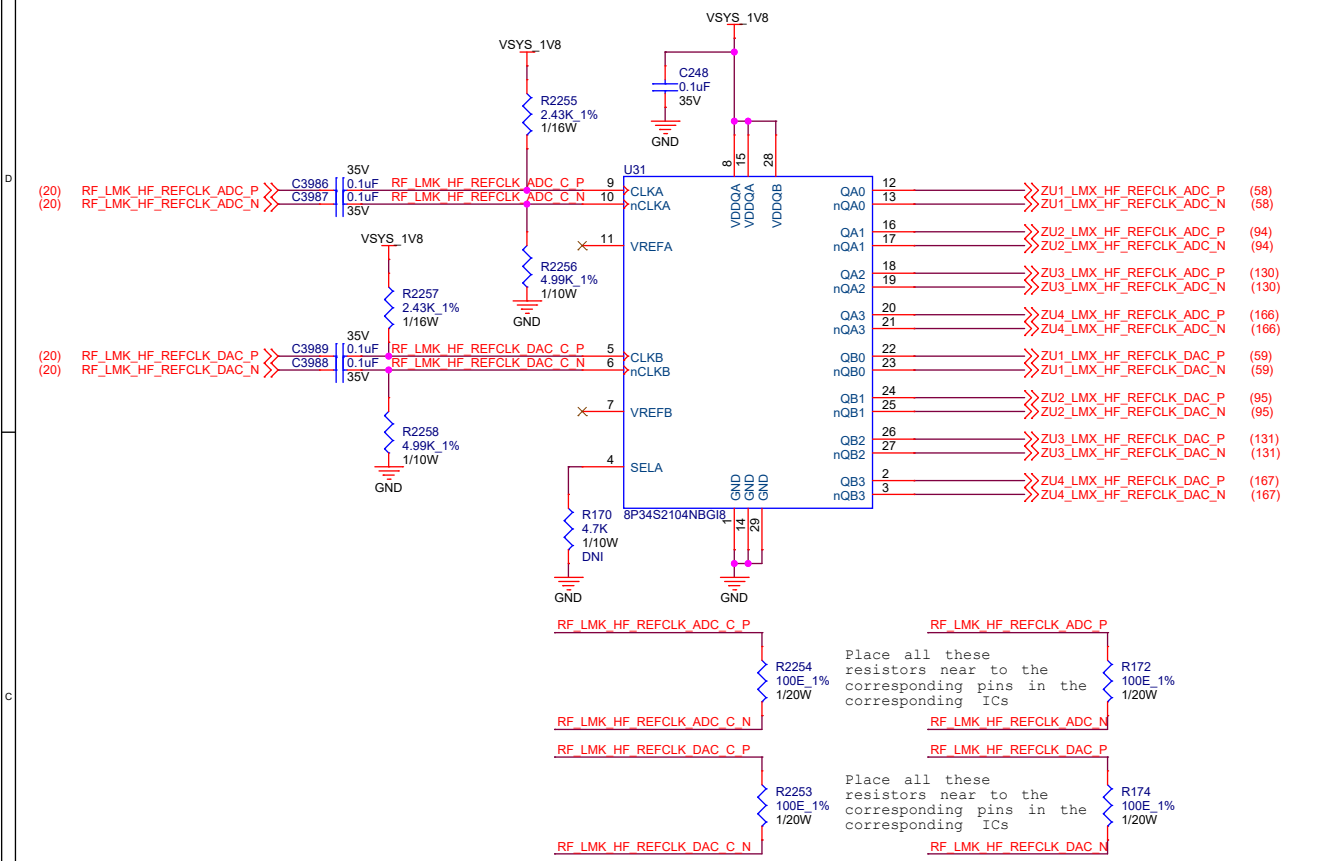 VSYS_1V8
VSYS_1V8
C248
0.1uF
35V
GND
R2255
2.43K_1%
1/16W
D
U31
8
15
28
VDDQA
VDDQA
VDDQB
35V
(20) RF_LMK_HF_REFCLK_ADC_P C3986 0.1uF RF_LMK_HF_REFCLK_ADC_C_P 9 CLKA
(20) RF_LMK_HF_REFCLK_ADC_N C3987 0.1uF RF_LMK_HF_REFCLK_ADC_C_N 10 nCLKA
35V
11 VREFA
VSYS_1V8
R2256
4.99K_1%
1/10W
GND
R2257
2.43K_1%
1/16W
35V
(20) RF_LMK_HF_REFCLK_DAC_P C3989 0.1uF RF_LMK_HF_REFCLK_DAC_C_P 5 CLKB
(20) RF_LMK_HF_REFCLK_DAC_N C3988 0.1uF RF_LMK_HF_REFCLK_DAC_C_N 6 nCLKB
35V
7 VREFB
R2258
4.99K_1%
1/10W
GND
4 SELA
R170
4.7K
1/10W
DNI
GND
8P34S2104NBGI8
GND
GND
GND
1
14
29
GND
QA0 12 ZU1_LMX_HF_REFCLK_ADC_P (58)
nQA0 13 ZU1_LMX_HF_REFCLK_ADC_N (58)
QA1 16 ZU2_LMX_HF_REFCLK_ADC_P (94)
nQA1 17 ZU2_LMX_HF_REFCLK_ADC_N (94)
QA2 18 ZU3_LMX_HF_REFCLK_ADC_P (130)
nQA2 19 ZU3_LMX_HF_REFCLK_ADC_N (130)
QA3 20 ZU4_LMX_HF_REFCLK_ADC_P (166)
nQA3 21 ZU4_LMX_HF_REFCLK_ADC_N (166)
QB0 22 ZU1_LMX_HF_REFCLK_DAC_P (59)
nQB0 23 ZU1_LMX_HF_REFCLK_DAC_N (59)
QB1 24 ZU2_LMX_HF_REFCLK_DAC_P (95)
nQB1 25 ZU2_LMX_HF_REFCLK_DAC_N (95)
QB2 26 ZU3_LMX_HF_REFCLK_DAC_P (131)
nQB2 27 ZU3_LMX_HF_REFCLK_DAC_N (131)
QB3 2 ZU4_LMX_HF_REFCLK_DAC_P (167)
nQB3 3 ZU4_LMX_HF_REFCLK_DAC_N (167)
C
RF_LMK_HF_REFCLK_ADC_C_P
R2254
100E_1%
1/20W
RF_LMK_HF_REFCLK_ADC_C_N
Place all these
resistors near to the
corresponding pins in the
corresponding ICs
RF_LMK_HF_REFCLK_ADC_P
R172
100E_1%
1/20W
RF_LMK_HF_REFCLK_ADC_N
RF_LMK_HF_REFCLK_DAC_C_P
R2253
100E_1%
1/20W
RF_LMK_HF_REFCLK_DAC_C_N
Place all these
resistors near to the
corresponding pins in the
corresponding ICs
RF_LMK_HF_REFCLK_DAC_P
R174
100E_1%
1/20W
RF_LMK_HF_REFCLK_DAC_N